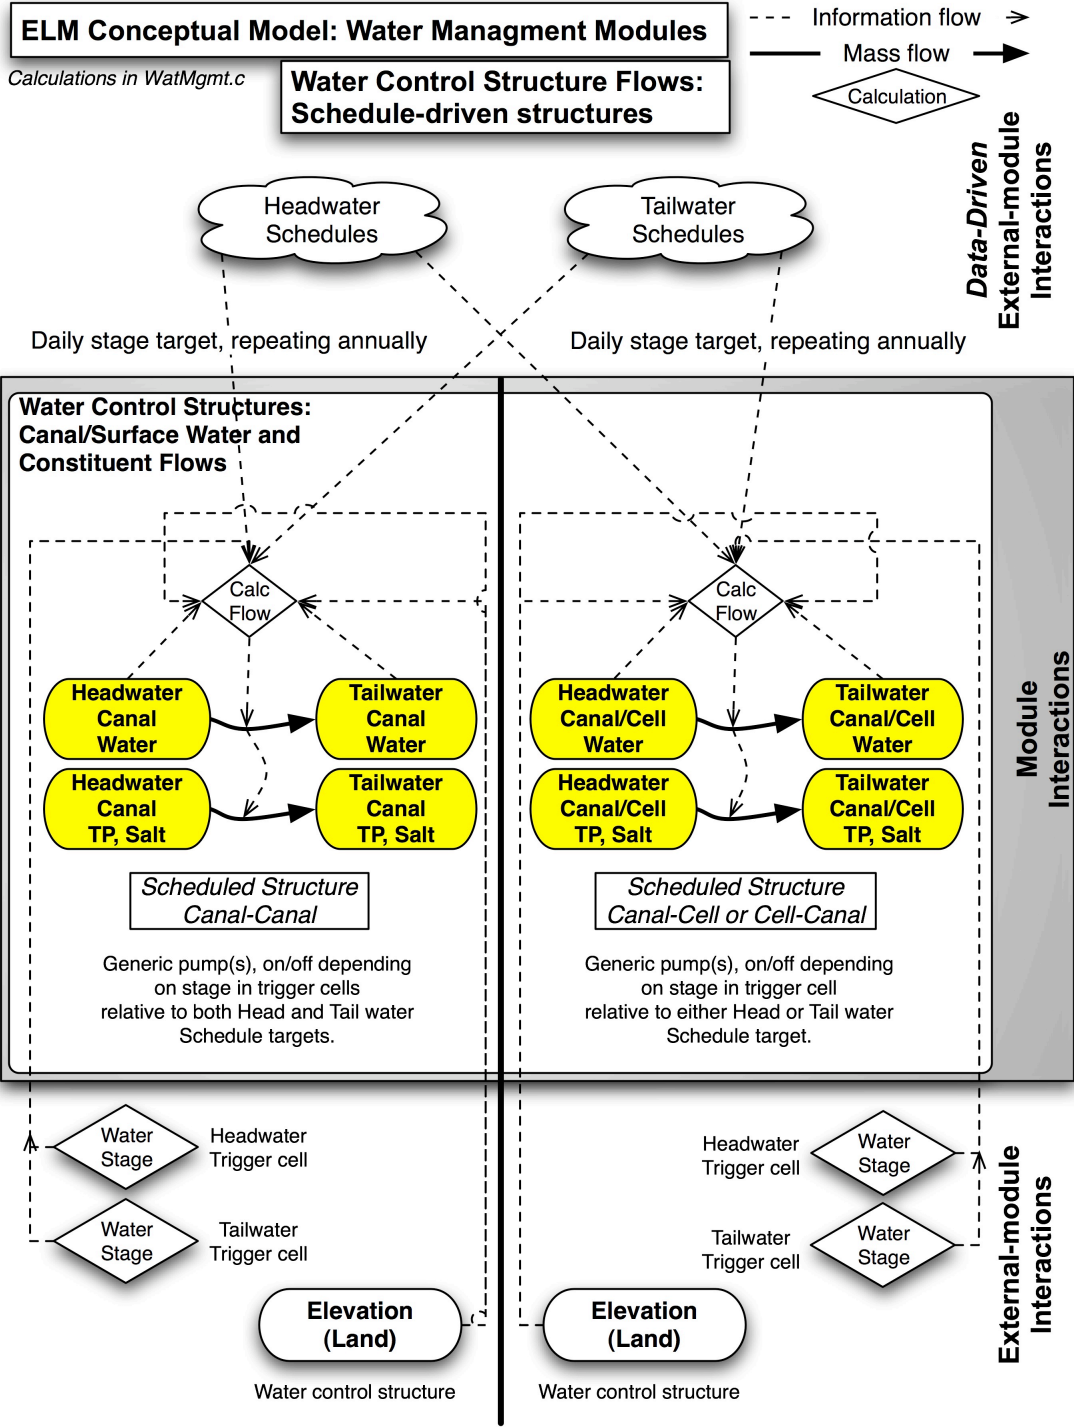 ELM Conceptual Model: Water Managment Modules
Calculations in WatMgmt.c
Water Control Structure Flows:
Schedule-driven structures
Information flow
Mass flow
Calculation
Data-Driven
External-module
Interactions
Headwater
Schedules
Tailwater
Schedules
Daily stage target, repeating annually
Daily stage target, repeating annually
Water Control Structures:
Canal/Surface Water and
Constituent Flows
Calc
Flow
Headwater
Canal
Water
Tailwater
Canal
Water
Headwater
Canal
TP, Salt
Tailwater
Canal
TP, Salt
Scheduled Structure
Canal-Canal
Generic pump(s), on/off depending
on stage in trigger cells
relative to both Head and Tail water
Schedule targets.
Calc
Flow
Headwater
Canal/Cell
Water
Tailwater
Canal/Cell
Water
Headwater
Canal/Cell
TP, Salt
Tailwater
Canal/Cell
TP, Salt
Scheduled Structure
Canal-Cell or Cell-Canal
Generic pump(s), on/off depending
on stage in trigger cell
relative to either Head or Tail water
Schedule target.
Module
Interactions
Water
Stage
Headwater
Trigger cell
Water
Stage
Tailwater
Trigger cell
Elevation
(Land)
Water control structure
Headwater
Trigger cell
Water
Stage
Tailwater
Trigger cell
Water
Stage
Elevation
(Land)
Water control structure
External-module
Interactions